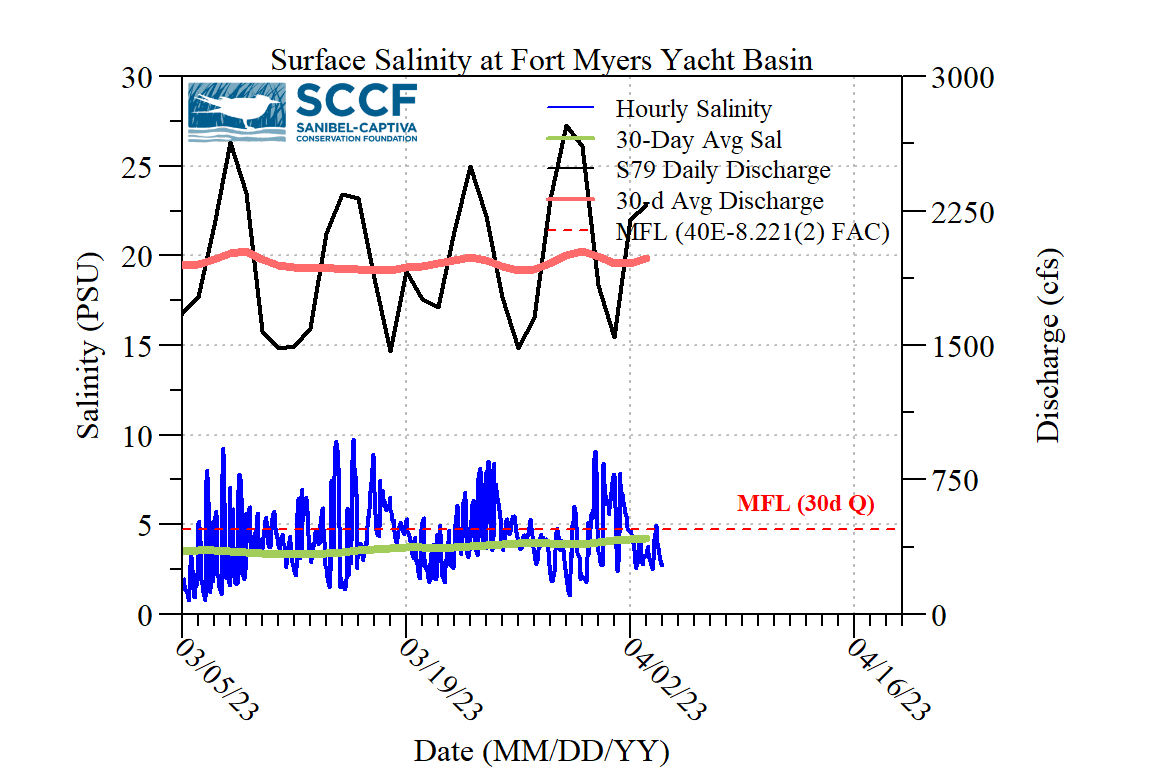 Surface Salinity at Fort Myers Yacht Basin
SCCF
SANIBEL-CAPTIVA
CONSERVATION FOUNDATION
Hourly Salinity
30-Day Avg Sal
S79 Daily Discharge
30-d Avg Discharge
MFL (40E-8.221(2) FAC)
30
25
20
15
10
5
0
Salinity (PSU)
3000
2250
1500
750
0
Discharge (cfs)
MFL (30d Q)
03/05/23
03/19/23
04/02/23
04/16/23
Date (MM/DD/YY)